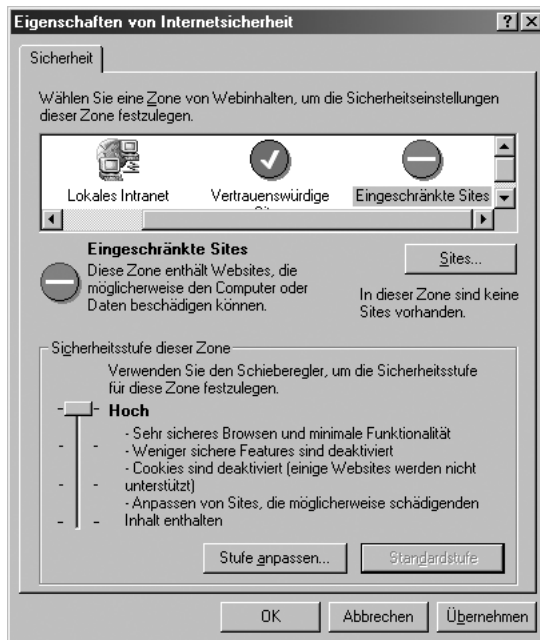 Eigenschaften von Internetsicherheit
Sicherheit
Wählen Sie eine Zone von Webinhalten, um die Sicherheitseinstellungen
dieser Zone festzulegen.
Lokales Intranet
Vertrauenswürdige
Eingeschränkte Sites
Eingeschränkte Sites
Diese Zone enthält Websites, die
möglicherweise den Computer oder
Daten beschädigen können.
Sites...
In dieser Zone sind keine
Sites vorhanden.
Sicherheitsstufe dieser Zone
Verwenden Sie den Schieberegler, um die Sicherheitsstufe
für diese Zone festzulegen.
Hoch
- Sehr sicheres Browsen und minimale Funktionalität
- Weniger sichere Features sind deaktiviert
- Cookies sind deaktiviert (einige Websites werden nicht
unterstützt)
- Anpassen von Sites, die möglicherweise schädigenden
Inhalt enthalten
Stufe anpassen...
Standardstufe
OK
Abbrechen
Übernehmen